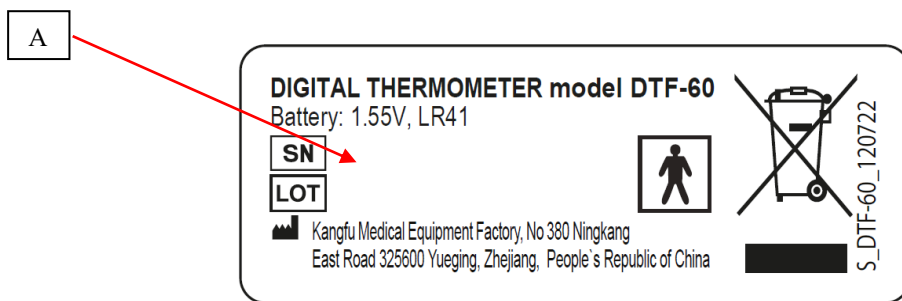 A
DIGITAL THERMOMETER model DTF-60
Battery: 1.55V, LR41
SN
LOT
Kangfu Medical Equipment Factory, No 380 Ningkang
East Road 325600 Yueging, Zhejiang, People`s Republic of China
S_DTF-60_120722